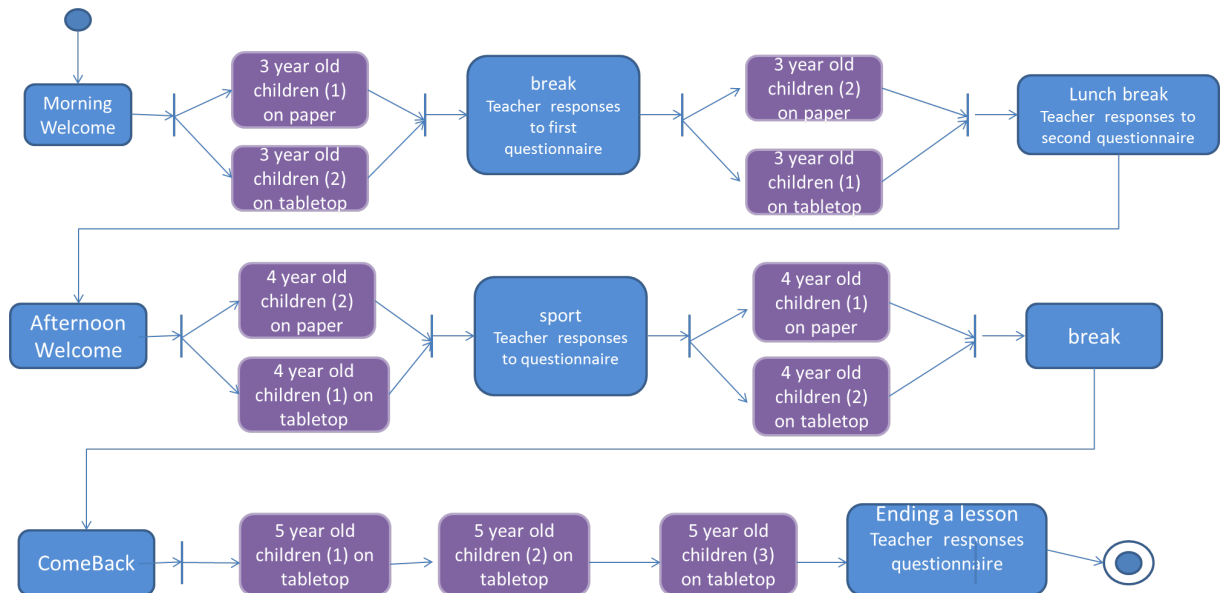 Morning
Welcome
3 year old
children (1)
on paper
3 year old
children (2)
on tabletop
break
Teacher responses
to first
questionnaire
3 year old
children (2)
on paper
3 year old
children (1)
on tabletop
Lunch break
Teacher responses to
second questionnaire
Afternoon
Welcome
4 year old
children (2)
on paper
4 year old
children (1) on
tabletop
sport
Teacher responses
to questionnaire
4 year old
children (1)
on paper
4 year old
children (2)
on tabletop
break
ComeBack
5 year old
children (1) on
tabletop
5 year old
children (2) on
tabletop
5 year old
children (3)
on tabletop
Ending a lesson
Teacher responses
questionnaire